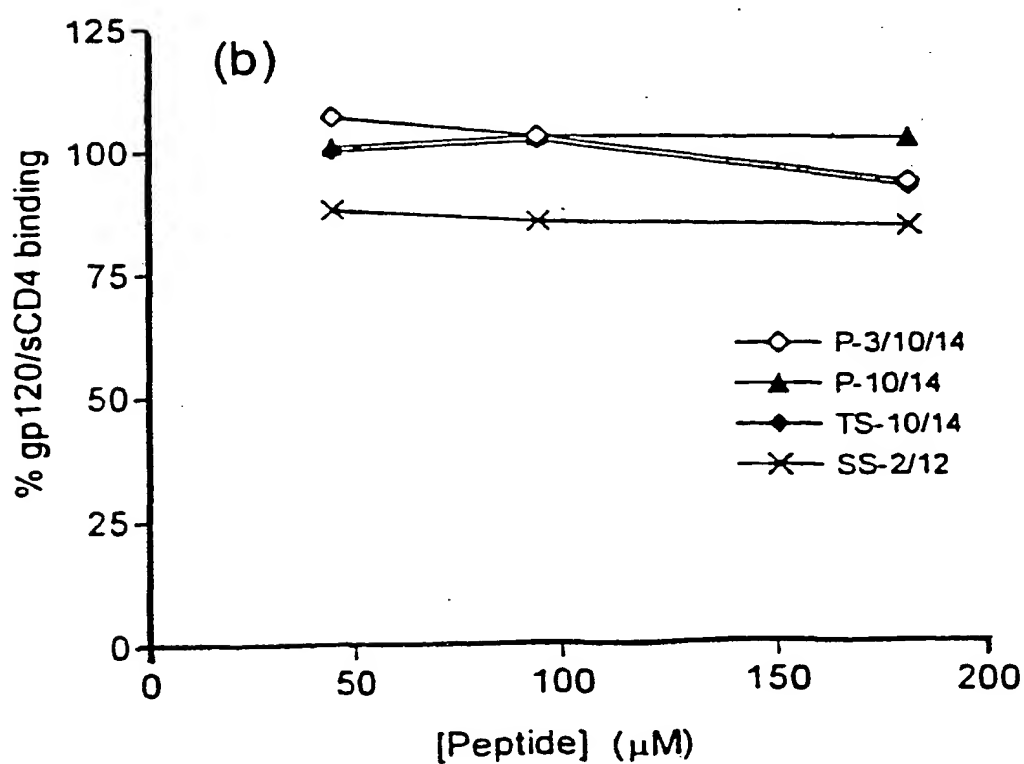 (b)
% gp120/sCD4 binding
125
100
75
50
25
0
P-3/10/14
P-10/14
TS-10/14
SS-2/12
0 50 100 150 200
[Peptide] (μM)